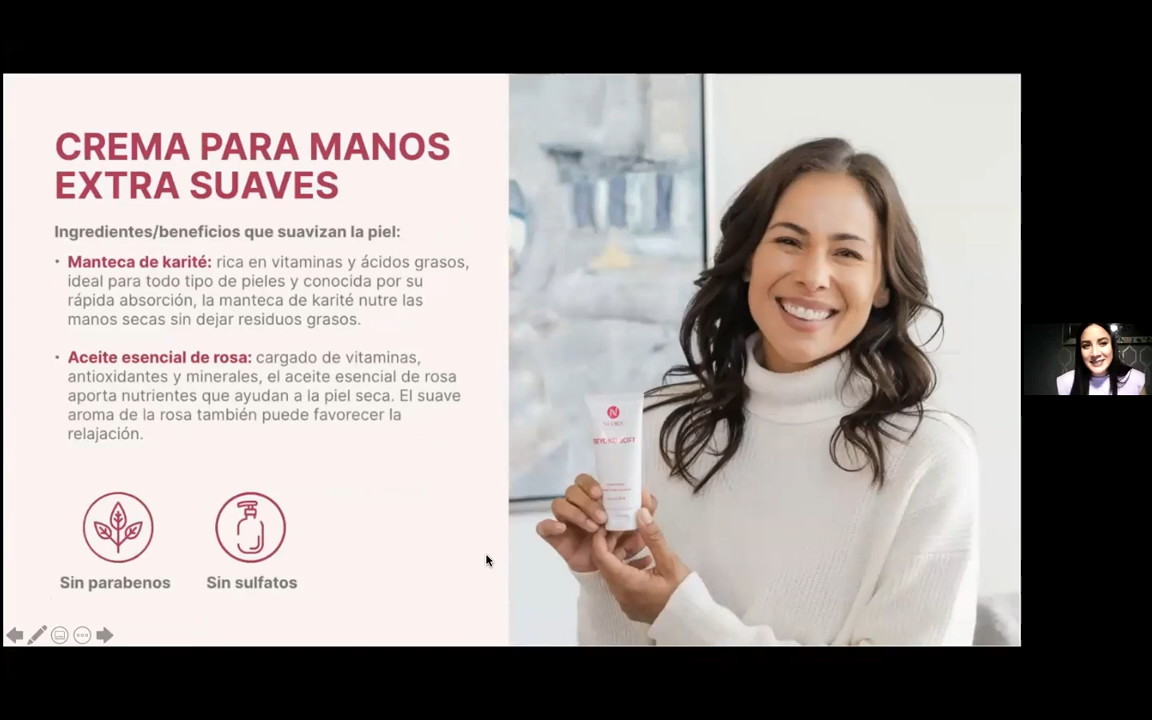 CREMA PARA MANOS
EXTRA SUAVES
Ingredientes/beneficios que suavizan la piel:
• Manteca de karité: rica en vitaminas y ácidos grasos,
ideal para todo tipo de pieles y conocida por su
rápida absorción, la manteca de karité nutre las
manos secas sin dejar residuos grasos.
• Aceite esencial de rosa: cargado de vitaminas,
antioxidantes y minerales, el aceite esencial de rosa
aporta nutrientes que ayudan a la piel seca. El suave
aroma de la rosa también puede favorecer la
relajación.
Sin parabenos
Sin sulfatos
N